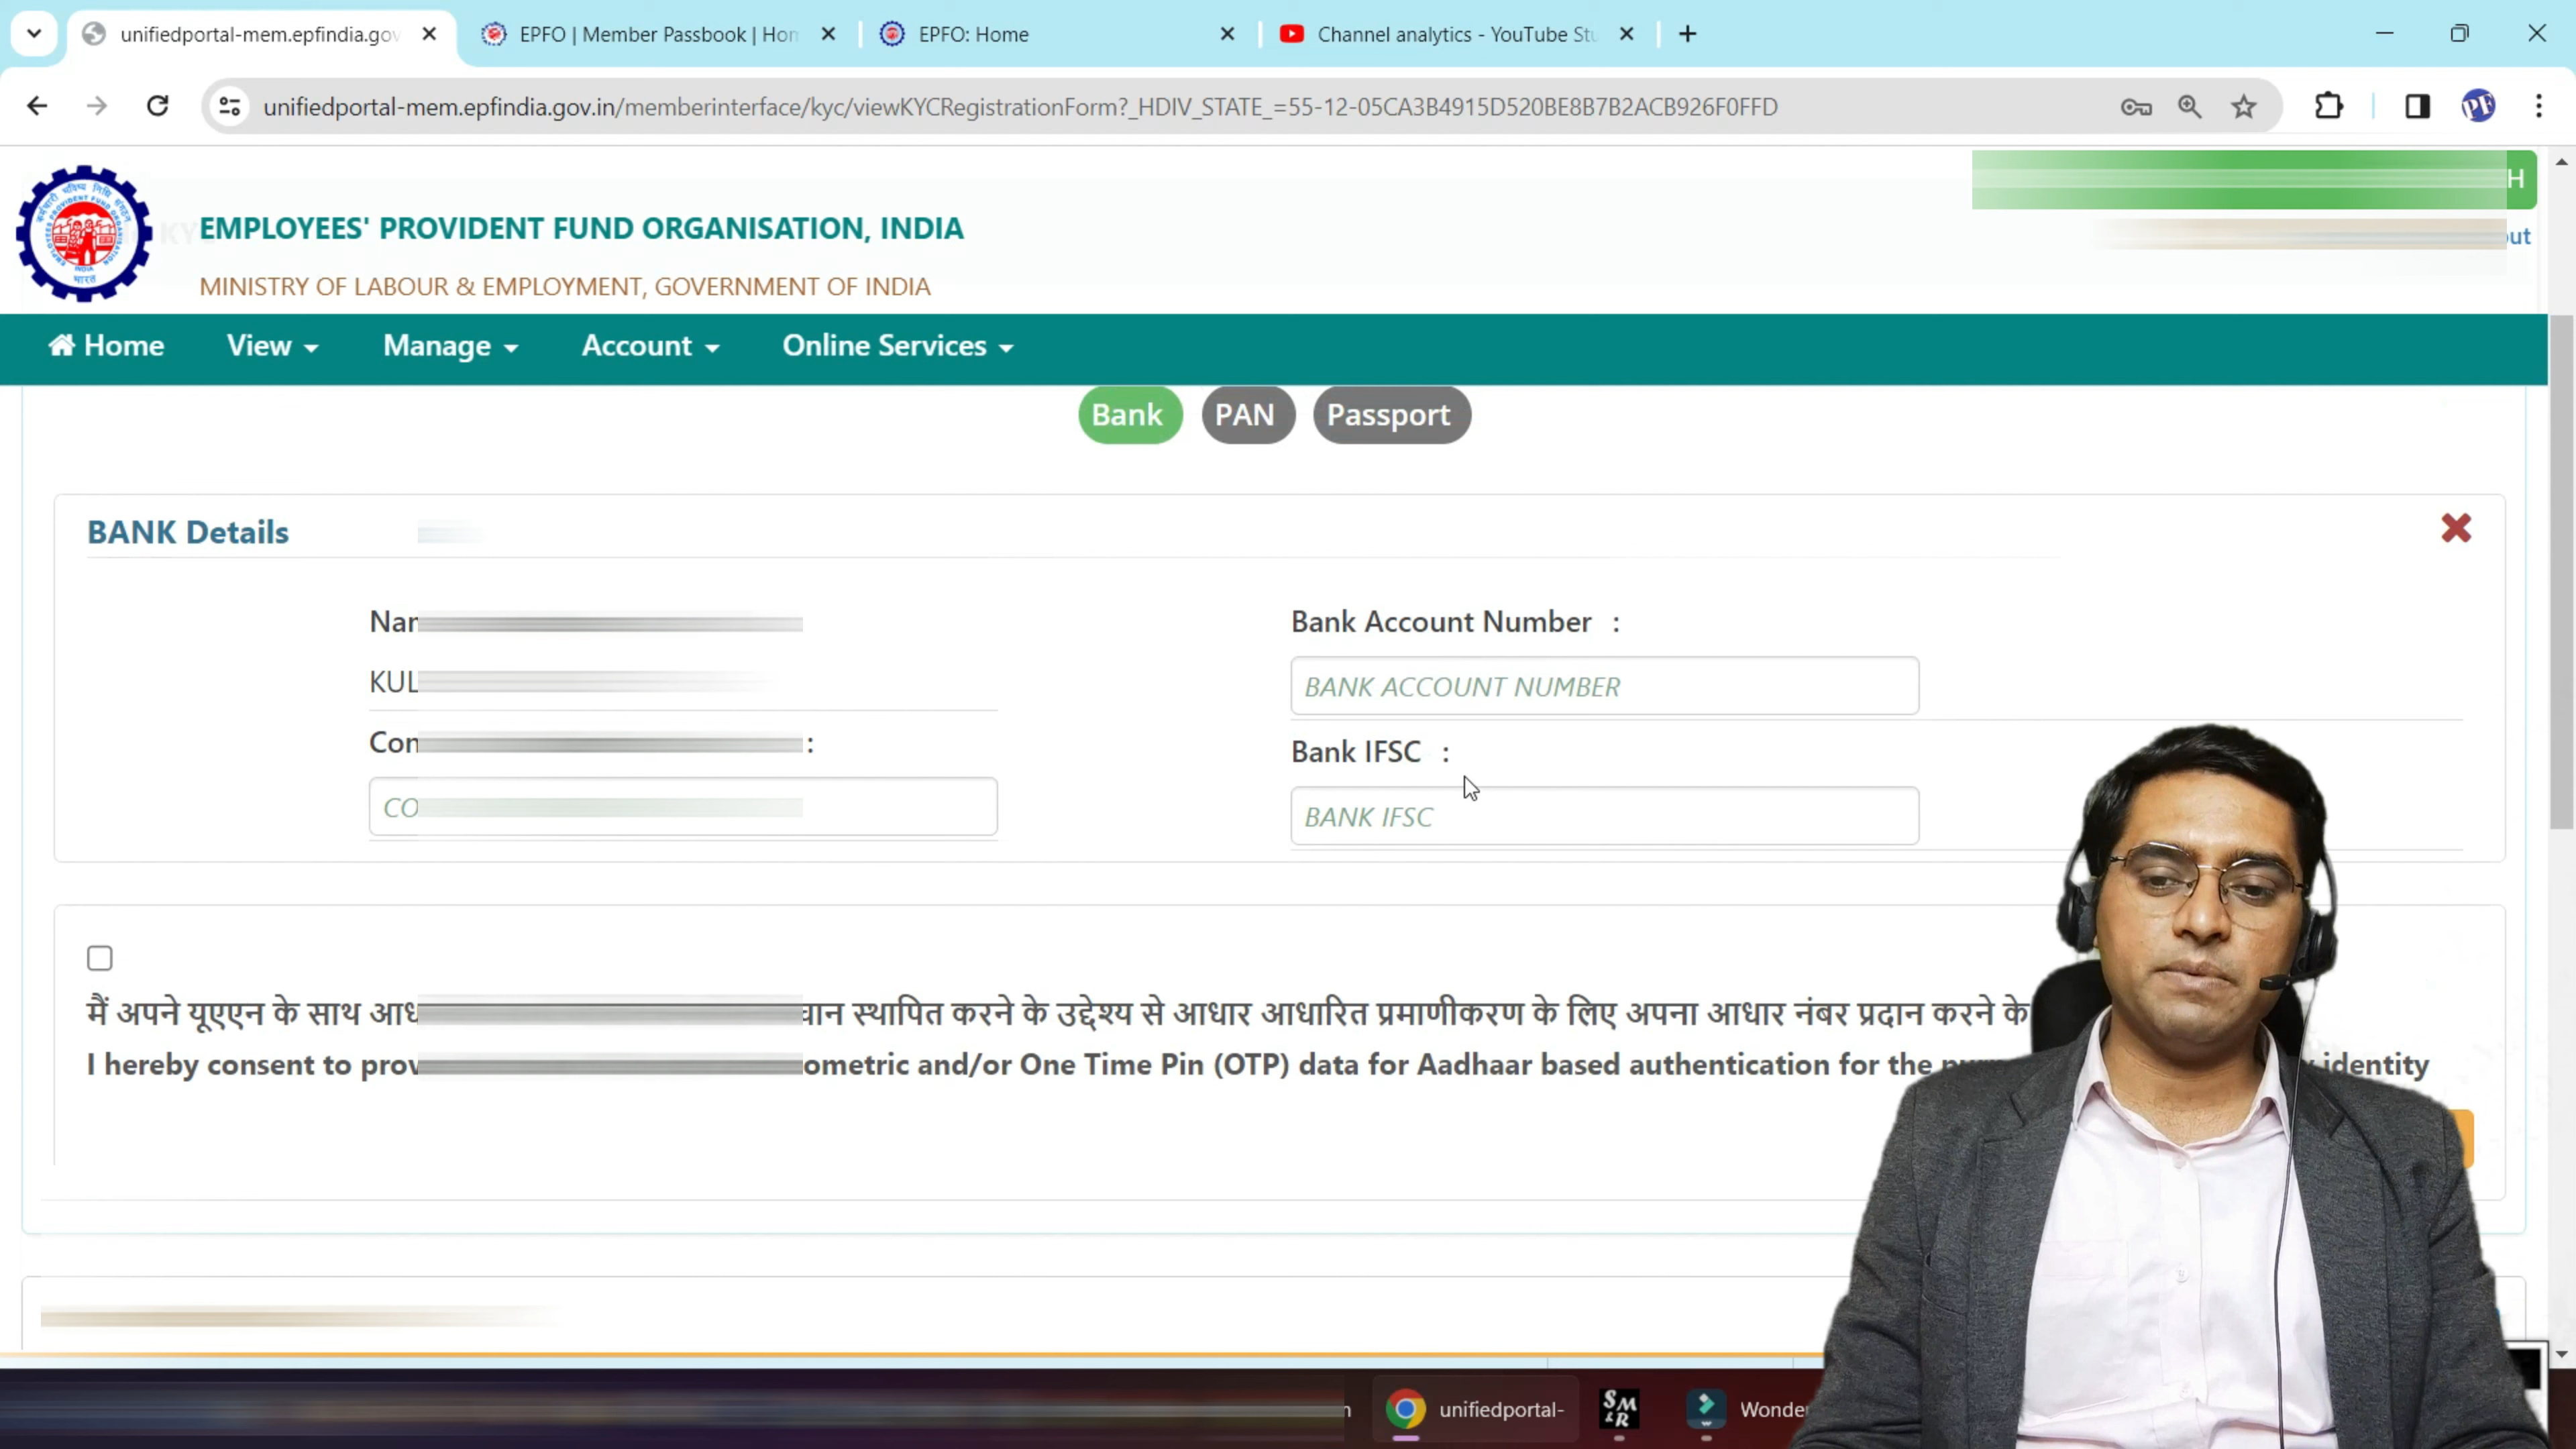 unifiedportal-mem.epfindia.gov
EPFO | Member Passbook | Hon
EPFO: Home
Channel analytics - YouTube Stu
unifiedportal-mem.epfindia.gov.in/memberinterface/kyc/viewKYCRegistrationForm?_HDIV_STATE_=55-12-05CA3B4915D520BE8B7B2ACB926F0FFD
PF
H
EMPLOYEES' PROVIDENT FUND ORGANISATION, INDIA
out
MINISTRY OF LABOUR & EMPLOYMENT, GOVERNMENT OF INDIA
Home View Manage Account Online Services
Bank PAN Passport
BANK Details
Nam
Bank Account Number :
KUL
BANK ACCOUNT NUMBER
Con :
Bank IFSC :
CO
BANK IFSC
मैं अपने यूएएन के साथ आध वान स्थापित करने के उद्देश्य से आधार आधारित प्रमाणीकरण के लिए अपना आधार नंबर प्रदान करने के
I hereby consent to prov ometric and/or One Time Pin (OTP) data for Aadhaar based authentication for the identity
unifiedportal-
SM&R
Wonde